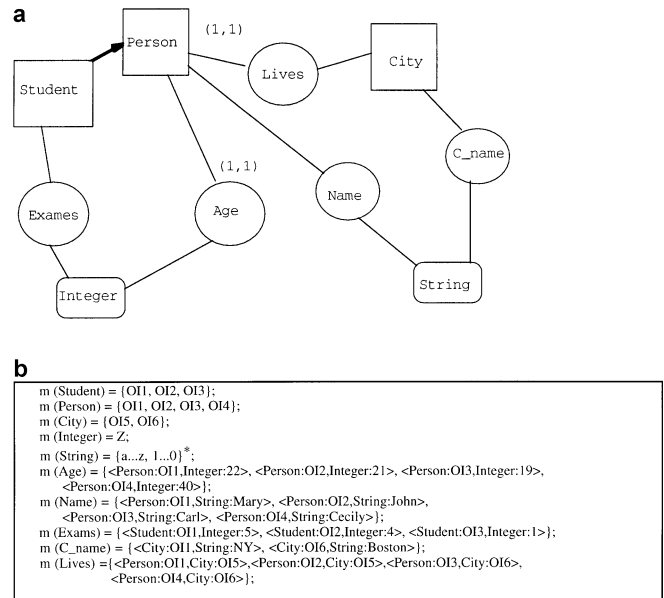 a
(1,1)
Person
Lives
City
Student
C_name
(1,1)
Name
Age
Exames
Integer
String
b
m (Student) = {OI1, OI2, OI3};
m (Person) = {OI1, OI2, OI3, OI4};
m (City) = {OI5, OI6};
m (Integer) = Z;
m (String) = {a...z, 1...0}*;
m (Age) = {<Person:OI1,Integer:22>, <Person:OI2,Integer:21>, <Person:OI3,Integer:19>,
<Person:OI4,Integer:40>};
m (Name) = {<Person:OI1,String:Mary>, <Person:OI2,String:John>,
<Person:OI3,String:Carl>, <Person:OI4,String:Cecily>};
m (Exams) = {<Student:OI1,Integer:5>, <Student:OI2,Integer:4>, <Student:OI3,Integer:1>};
m (C_name) = {<City:OI1,String:NY>, <City:OI6,String:Boston>};
m (Lives) ={<Person:OI1,City:OI5>,<Person:OI2,City:OI5>,<Person:OI3,City:OI6>,
<Person:OI4,City:OI6>};